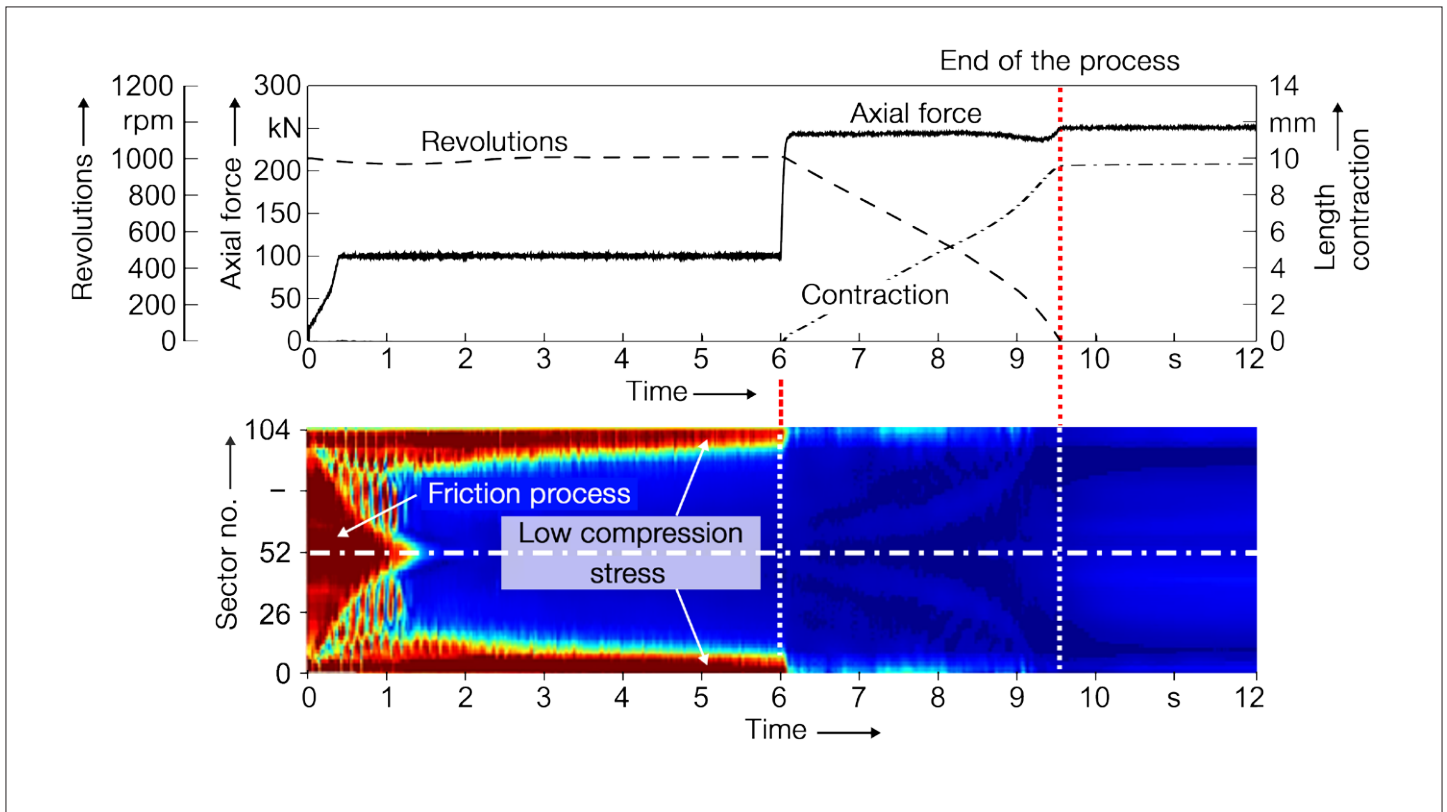 End of the process
1200
rpm
1000
800
600
400
200
0
Revolutions
300
kN
200
150
100
50
0
Axial force
Revolutions
Axial force
Contraction
14
mm
10
8
6
4
2
0
Length
contraction
0 1 2 3 4 5 6 7 8 9 10 s 12
Time
104
–
52
26
0
Sector no.
Friction process
Low compression
stress
0 1 2 3 4 5 6 7 8 9 10 s 12
Time